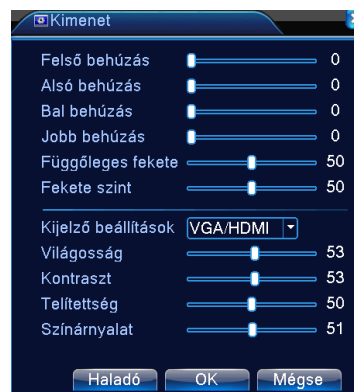 Kimenet
Felső behúzás 0
Alsó behúzás 0
Bal behúzás 0
Jobb behúzás 0
Függőleges fekete 50
Fekete szint 50
Kijelző beállítások VGA/HDMI
Világosság 53
Kontraszt 53
Telítettség 50
Színárnyalat 51
Haladó OK Mégse